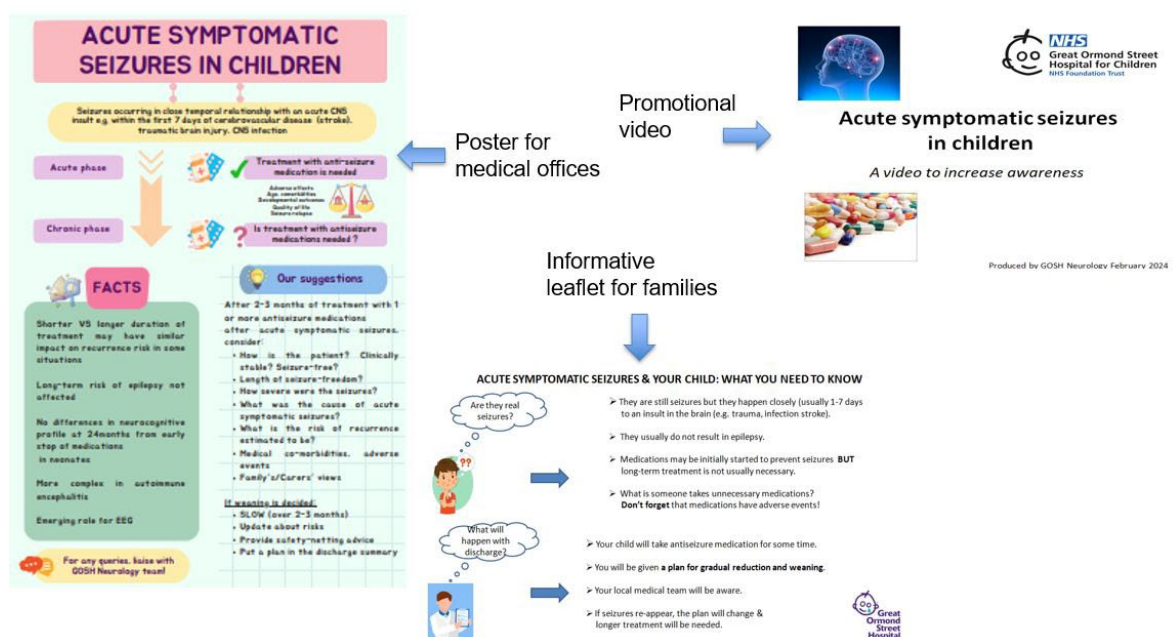 ACUTE SYMPTOMATIC
SEIZURES IN CHILDREN
Seizures occurring in close temporal relationship with an acute CNS
insult e.g. within the first 7 days of cerebrovascular disease (stroke),
traumatic brain injury, CNS infection
Acute phase
Treatment with anti-seizure
medication is needed
Adverse effects
Age, comorbidities
Developmental outcomes
Quality of life
Seizure relapse
Chronic phase
?
Is treatment with antiseizure
medications needed ?
FACTS
Shorter VS longer duration of
treatment may have similar
impact on recurrence risk in some
situations
Long-term risk of epilepsy not
affected
No differences in neurocognitive
profile at 24months from early
stop of medications
in neonates
More complex in autoimmune
encephalitis
Emerging role for EEG
Our suggestions
After 2-3 months of treatment with 1
or more antiseizure medications
after acute symptomatic seizures,
consider:
• How is the patient? Clinically
stable? Seizure-free?
• Length of seizure-freedom?
• How severe were the seizures?
• What was the cause of acute
symptomatic seizures?
• What is the risk of recurrence
estimated to be?
• Medical co-morbidities, adverse
events
• Family's/Carers' views
If weaning is decided:
• SLOW (over 2-3 months)
• Update about risks
• Provide safety-netting advice
• Put a plan in the discharge summary
For any queries, liaise with
GOSH Neurology team!
Poster for
medical offices
Promotional
video
NHS
Great Ormond Street
Hospital for Children
NHS Foundation Trust
Acute symptomatic seizures
in children
A video to increase awareness
Produced by GOSH Neurology February 2024
Informative
leaflet for families
ACUTE SYMPTOMATIC SEIZURES & YOUR CHILD: WHAT YOU NEED TO KNOW
Are they real
seizures?
??
➢ They are still seizures but they happen closely (usually 1-7 days
to an insult in the brain (e.g. trauma, infection stroke).
➢ They usually do not result in epilepsy.
➢ Medications may be initially started to prevent seizures BUT
long-term treatment is not usually necessary.
➢ What is someone takes unnecessary medications?
Don't forget that medications have adverse events!
What will
happen with
discharge?
➢ Your child will take antiseizure medication for some time.
➢ You will be given a plan for gradual reduction and weaning.
➢ Your local medical team will be aware.
➢ If seizures re-appear, the plan will change &
longer treatment will be needed.
Great
Ormond
Street
Hospital